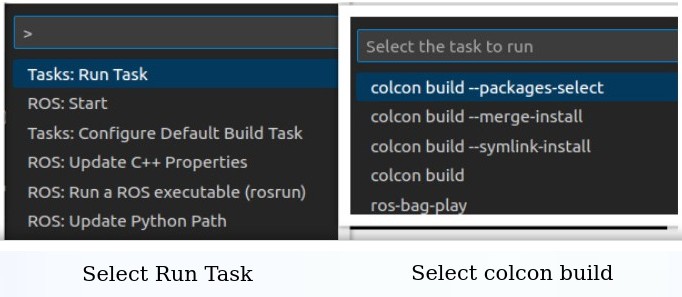 >
Tasks: Run Task
ROS: Start
Tasks: Configure Default Build Task
ROS: Update C++ Properties
ROS: Run a ROS executable (rosrun)
ROS: Update Python Path
Select the task to run
colcon build --packages-select
colcon build --merge-install
colcon build --symlink-install
colcon build
ros-bag-play
Select Run Task
Select colcon build